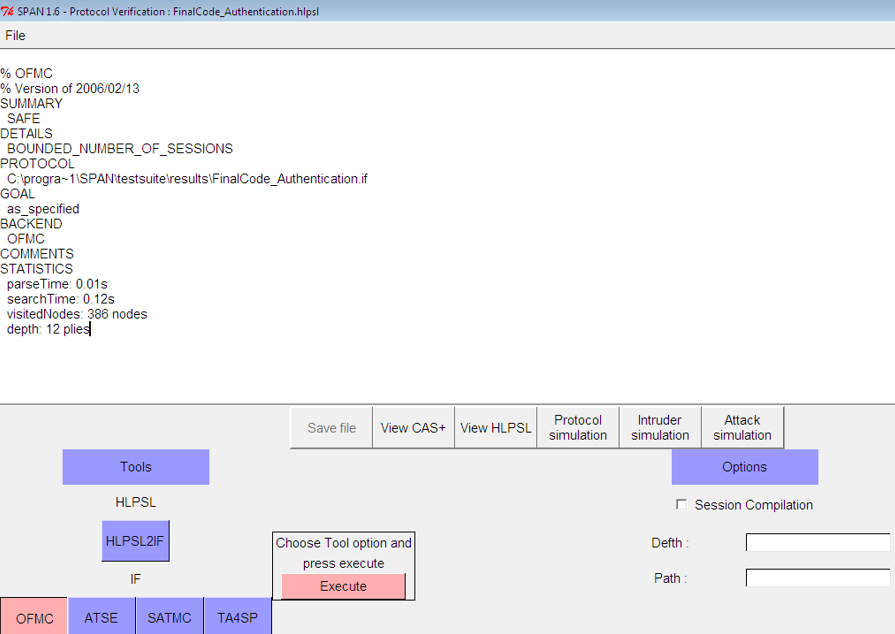 SPAN 1.6 - Protocol Verification : FinalCode_Authentication.hlpsl
File
% OFMC
% Version of 2006/02/13
SUMMARY
SAFE
DETAILS
BOUNDED_NUMBER_OF_SESSIONS
PROTOCOL
C:\progra~1\SPAN\testsuite\results\FinalCode_Authentication.if
GOAL
as_specified
BACKEND
OFMC
COMMENTS
STATISTICS
parseTime: 0.01s
searchTime: 0.12s
visitedNodes: 386 nodes
depth: 12 plies
Save file
View CAS+
View HLPSL
Protocol
simulation
Intruder
simulation
Attack
simulation
Tools
Options
HLPSL
Session Compilation
HLPSL2IF
Choose Tool option and
press execute
Execute
Defth :
IF
Path :
OFMC
ATSE
SATMC
TA4SP